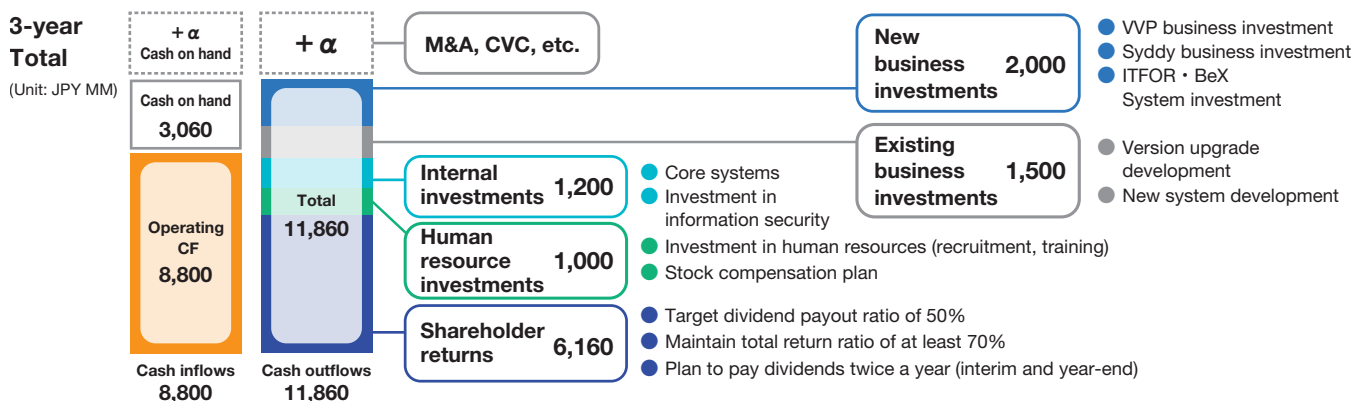 3-year
Total
(Unit: JPY MM)
+ α
Cash on hand
Cash on hand
3,060
Operating
CF
8,800
Cash inflows
8,800
+ α
Total
11,860
Cash outflows
11,860
M&A, CVC, etc.
New
business
investments
2,000
● VVP business investment
● Syddy business investment
● ITFOR・BeX
System investment
Existing
business
investments
1,500
● Version upgrade
development
● New system development
Internal
investments
1,200
● Core systems
● Investment in
information security
Human
resource
investments
1,000
● Investment in human resources (recruitment, training)
● Stock compensation plan
Shareholder
returns
6,160
● Target dividend payout ratio of 50%
● Maintain total return ratio of at least 70%
● Plan to pay dividends twice a year (interim and year-end)